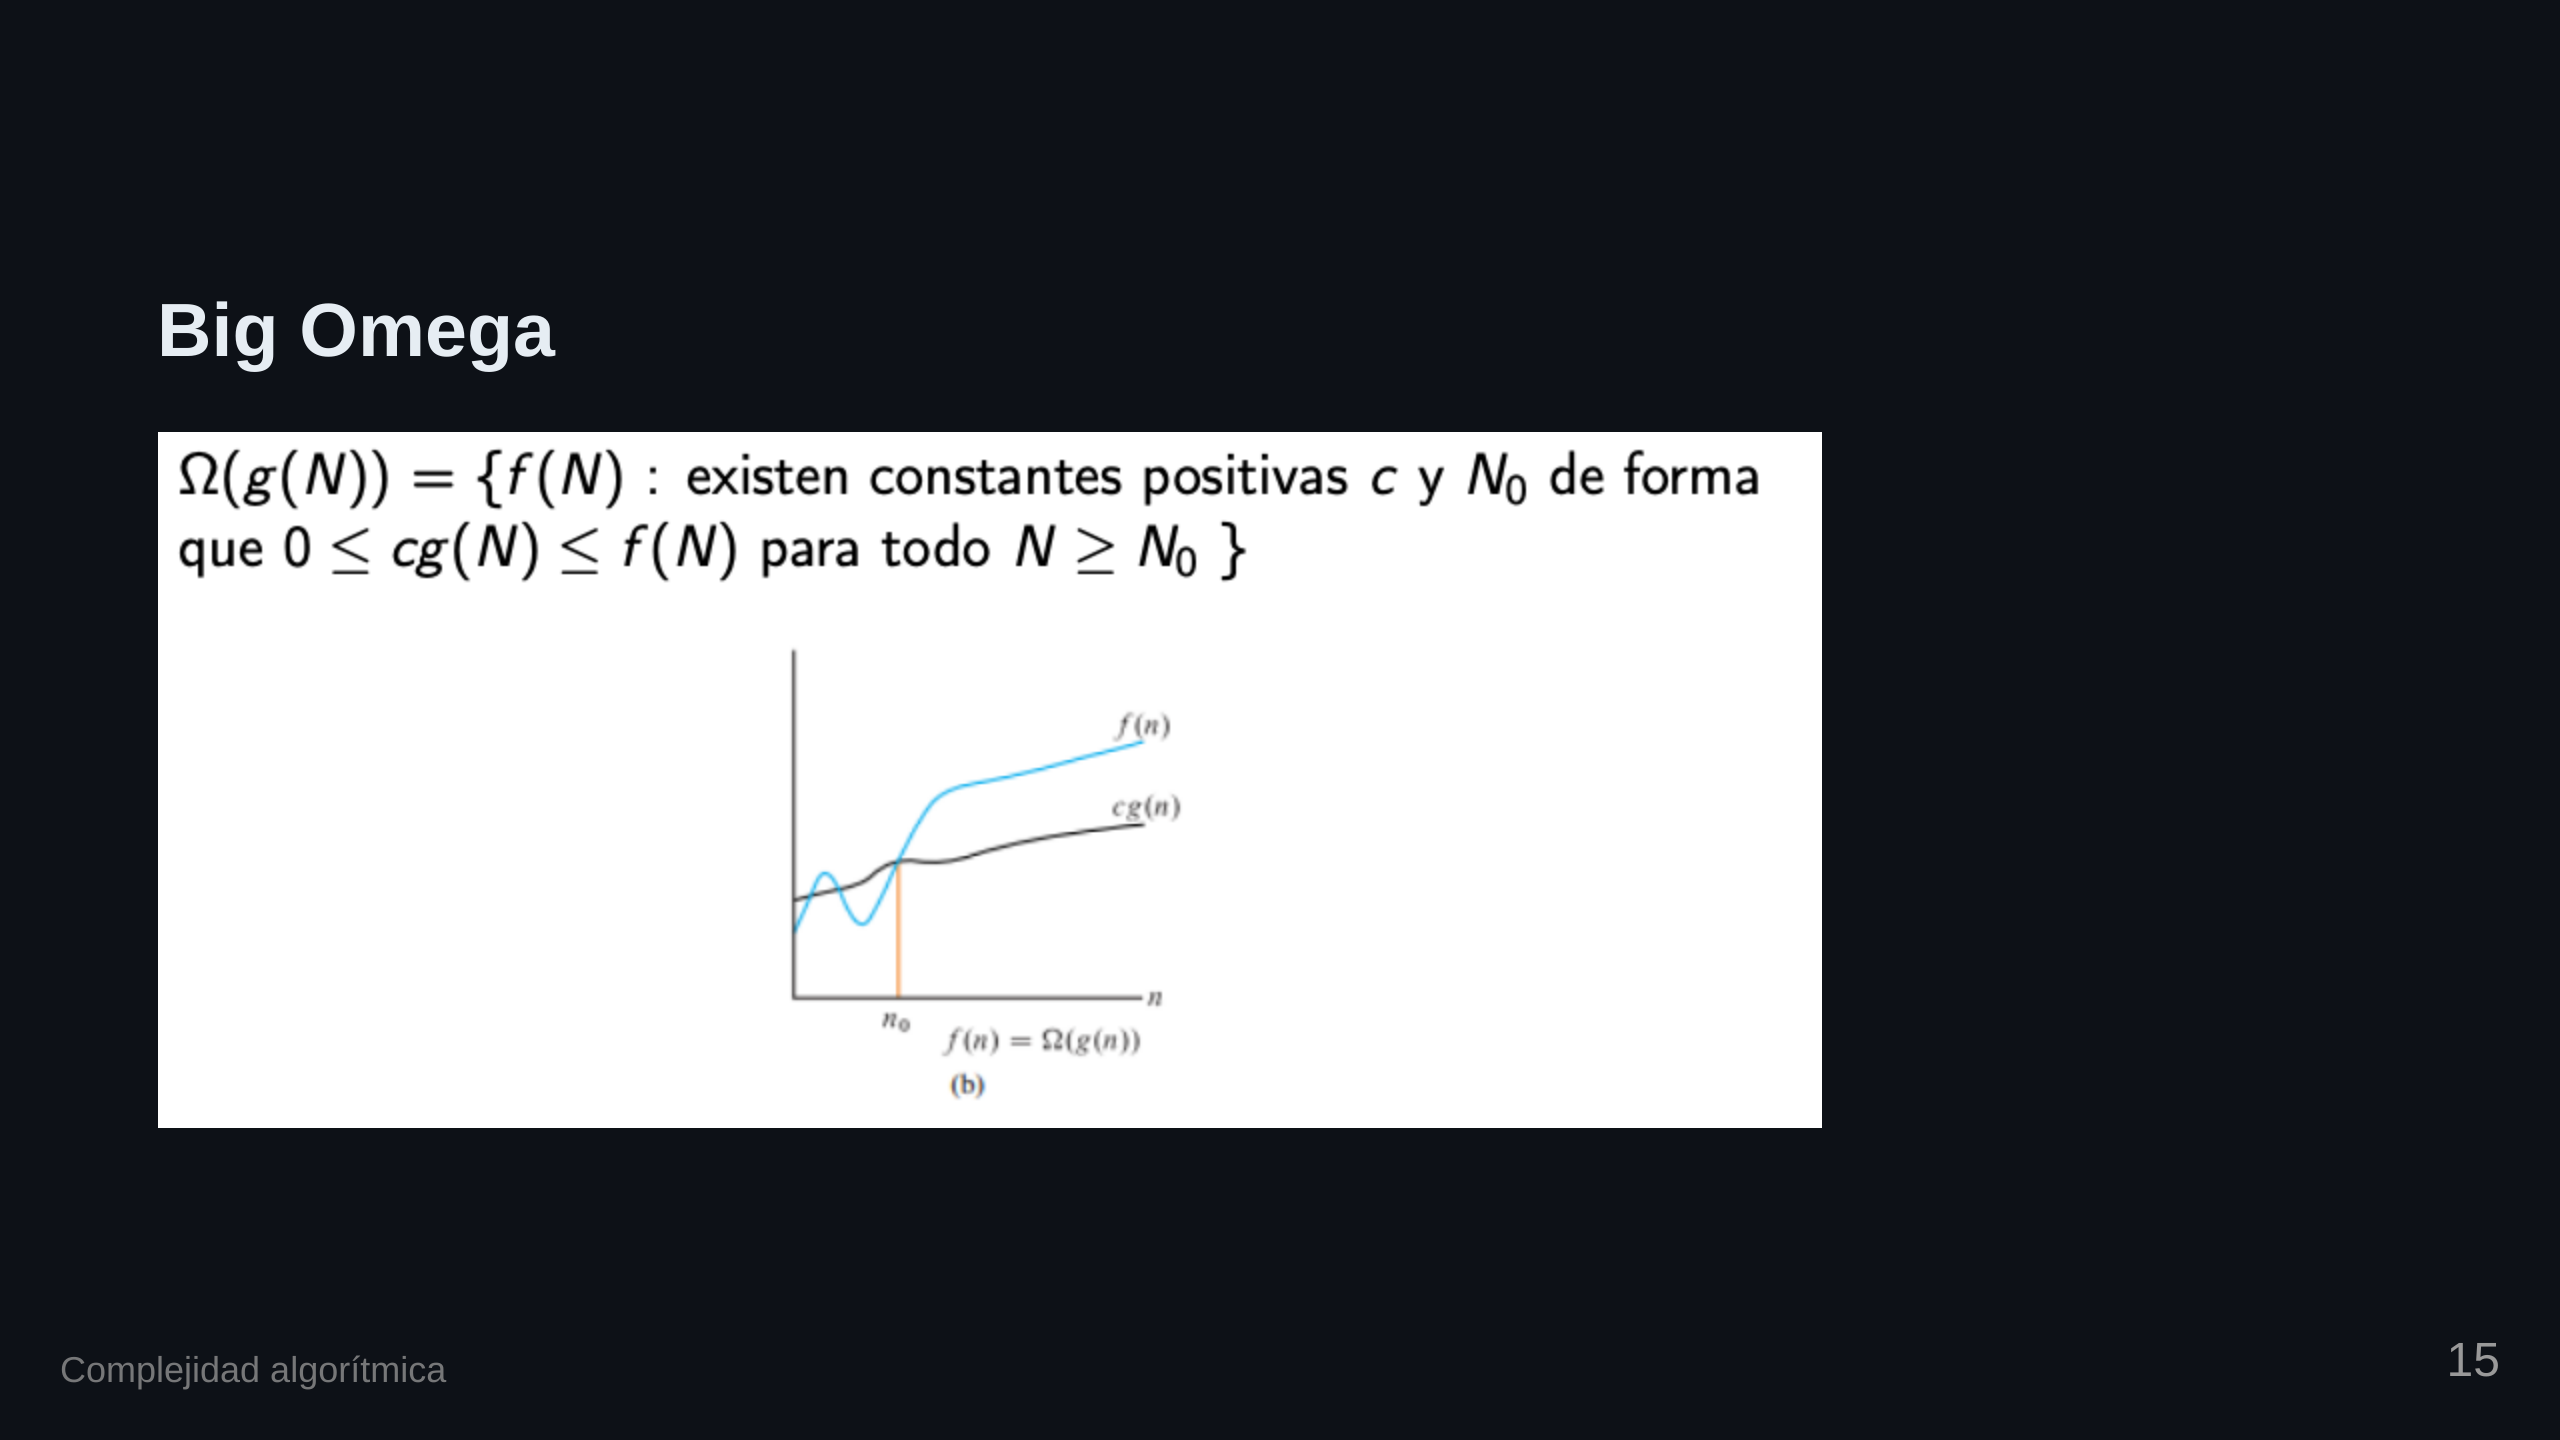 Big Omega
Ω(g(N)) = {f(N) : existen constantes positivas c y N₀ de forma
que 0 ≤ cg(N) ≤ f(N) para todo N ≥ N₀ }
f(n)
cg(n)
n
n₀
f(n) = Ω(g(n))
(b)
Complejidad algorítmica
15